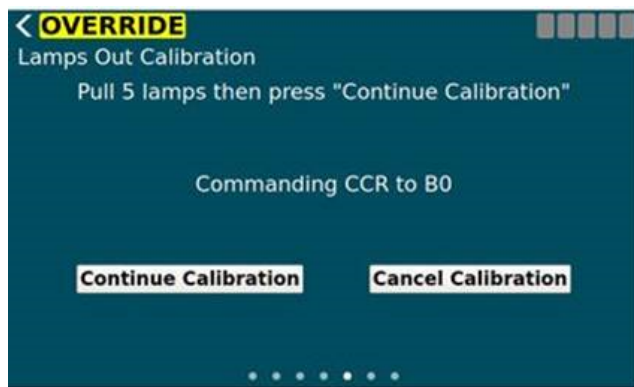 OVERRIDE
Lamps Out Calibration
Pull 5 lamps then press "Continue Calibration"
Commanding CCR to B0
Continue Calibration Cancel Calibration